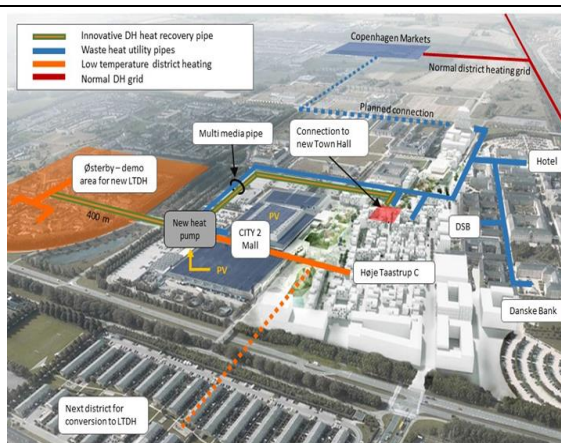 Innovative DH heat recovery pipe
Waste heat utility pipes
Low temperature district heating
Normal DH grid
Copenhagen Markets
Normal district heating grid
Planned connection
Multi media pipe
Connection to
new Town Hall
Østerby – demo
area for new LTDH
Hotel
400 m
New heat
pump
PV
CITY 2
Mall
DSB
PV
Høje Taastrup C
Danske Bank
Next district for
conversion to LTDH